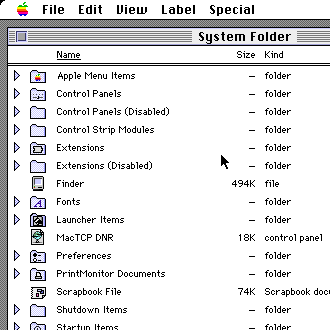 File Edit View Label Special
System Folder
Name Size Kind
Apple Menu Items – folder
Control Panels – folder
Control Panels (Disabled) – folder
Control Strip Modules – folder
Extensions – folder
Extensions (Disabled) – folder
Finder 494K file
Fonts – folder
Launcher Items – folder
MacTCP DNR 18K control panel
Preferences – folder
PrintMonitor Documents – folder
Scrapbook File 74K Scrapbook docu
Shutdown Items – folder
Startup Items – folder